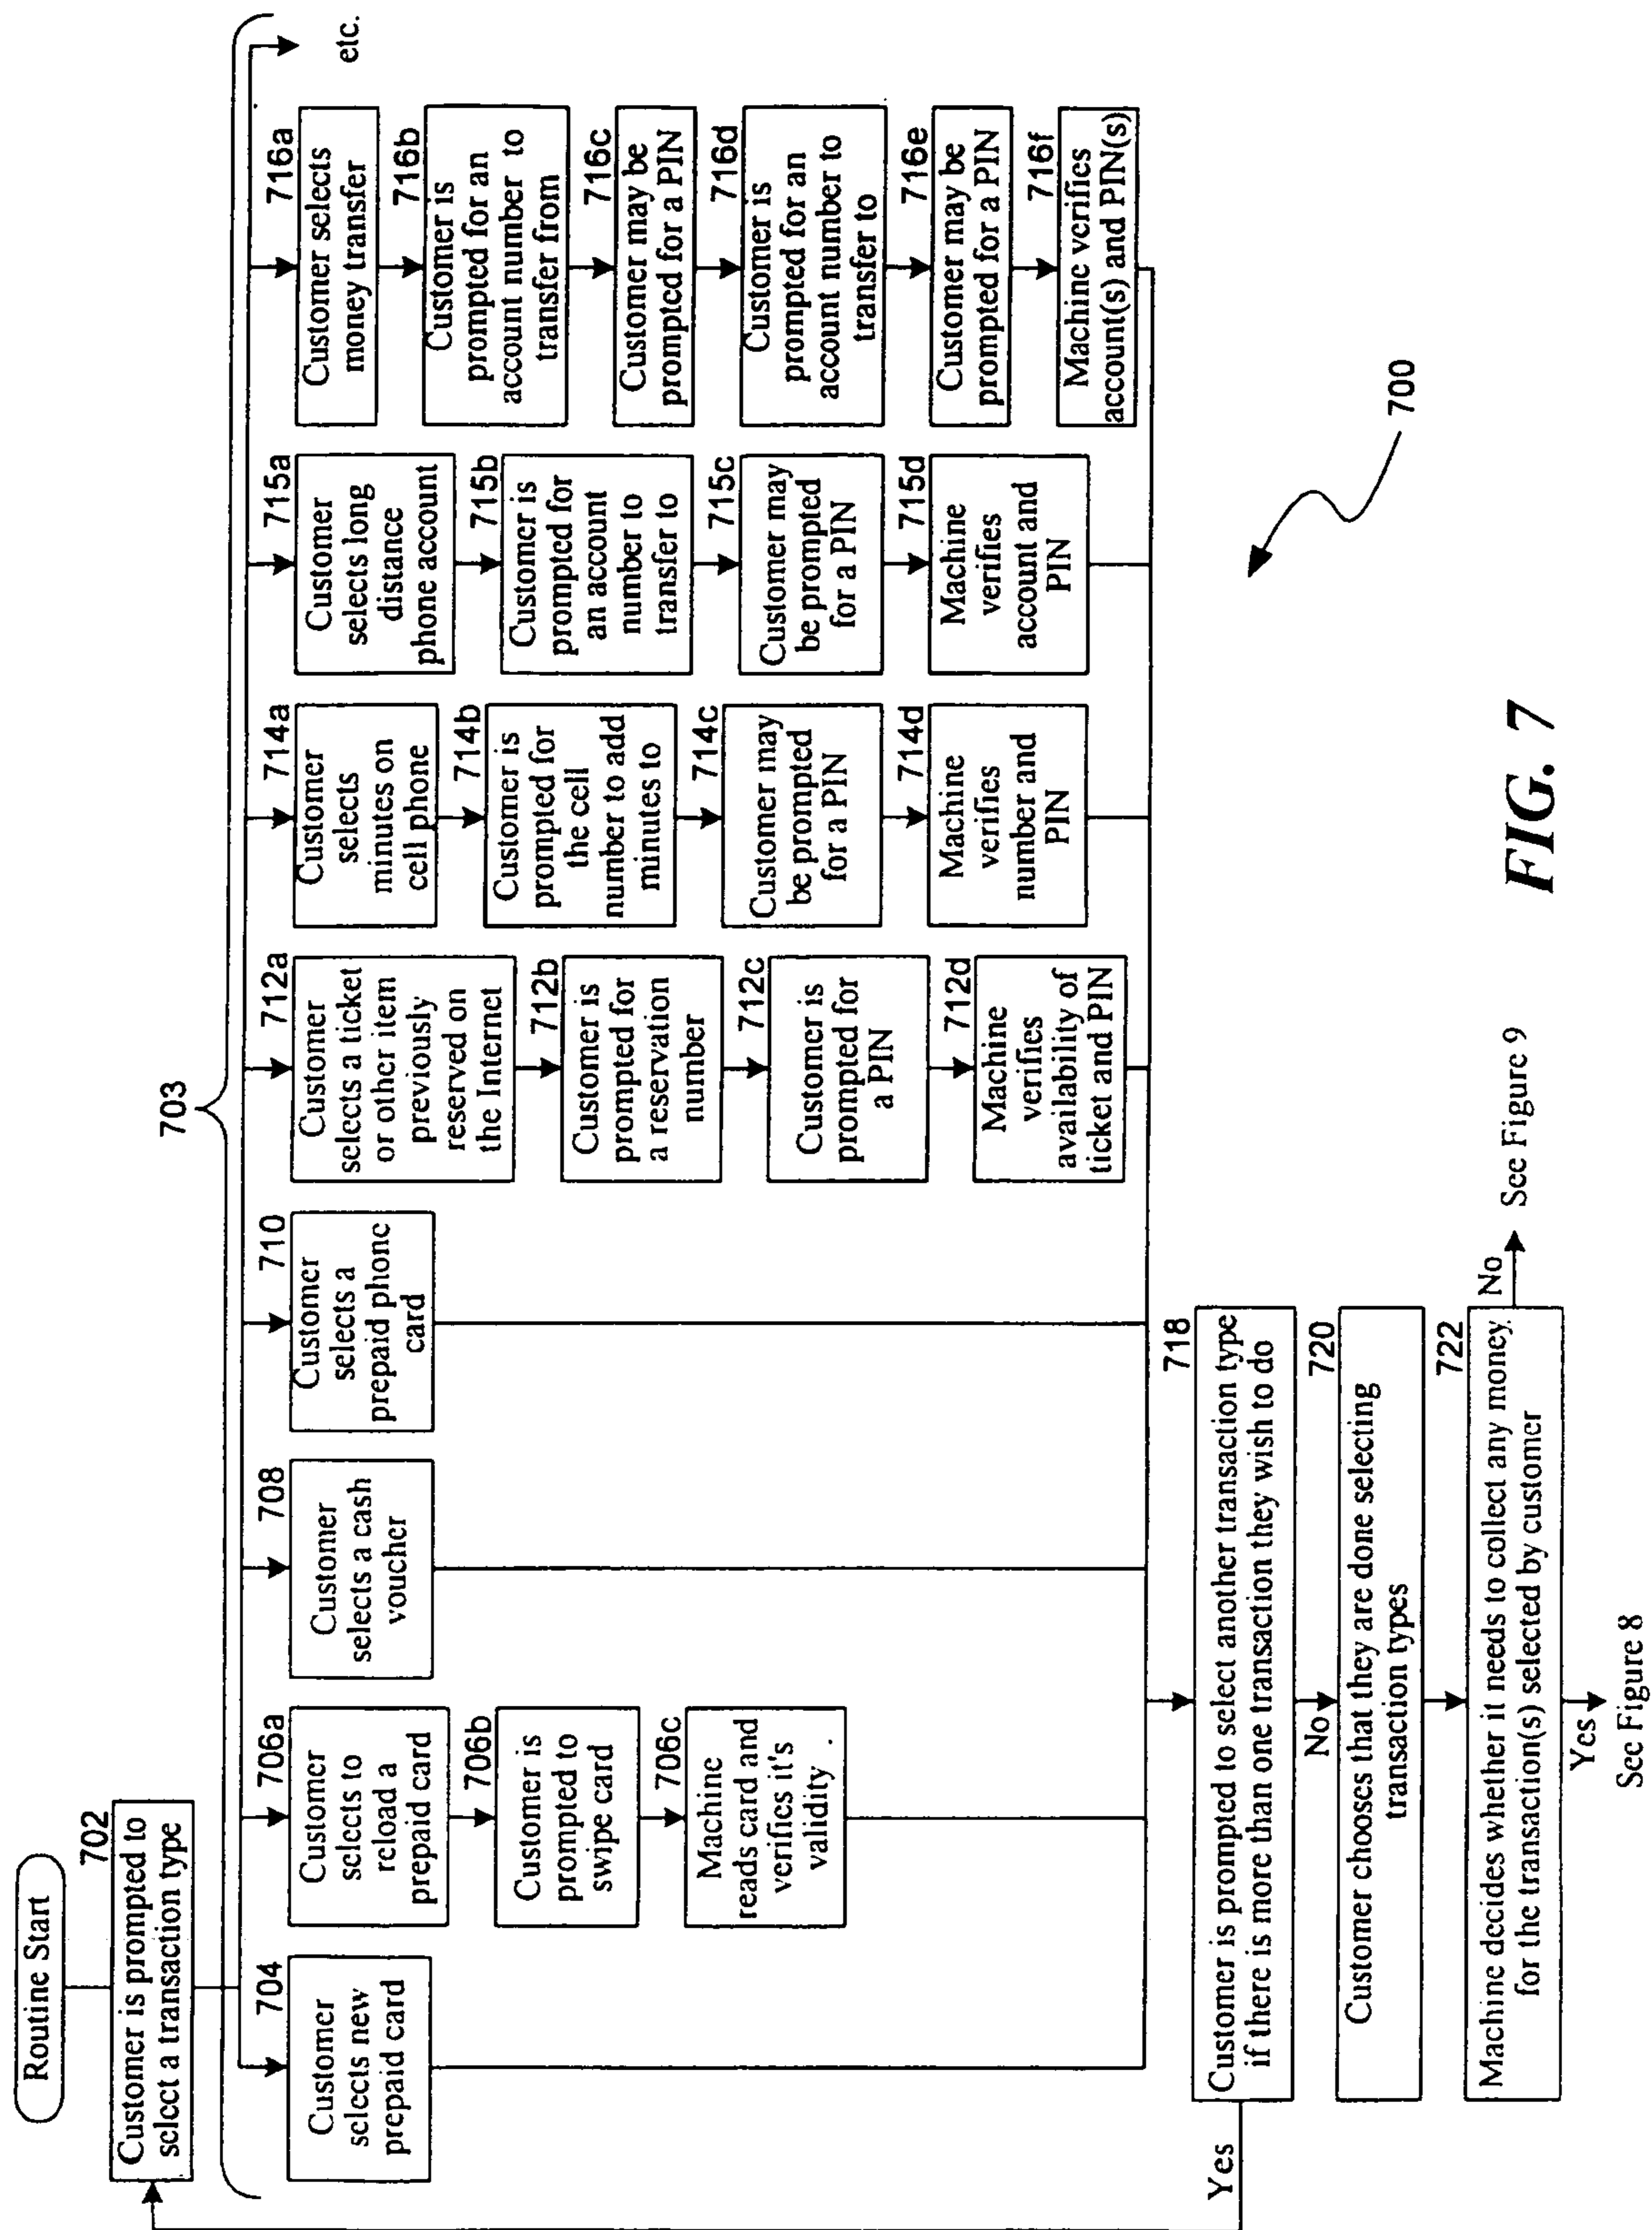 Routine Start
702
Customer is prompted to
select a transaction type
703
704
Customer
selects new
prepaid card
706a
Customer
selects to
reload a
prepaid card
706b
Customer is
prompted to
swipe card
706c
Machine
reads card and
verifies it's
validity .
708
Customer
selects a cash
voucher
710
Customer
selects a
prepaid phone
card
712a
Customer
selects a ticket
or other item
previously
reserved on
the Internet
712b
Customer is
prompted for
a reservation
number
712c
Customer is
prompted for
a PIN
712d
Machine
verifies
availability of
ticket and PIN
714a
Customer
selects
minutes on
cell phone
714b
Customer is
prompted for
the cell
number to add
minutes to
714c
Customer may
be prompted
for a PIN
714d
Machine
verifies
number and
PIN
715a
Customer
selects long
distance
phone account
715b
Customer is
prompted for
an account
number to
transfer to
715c
Customer may
be prompted
for a PIN
715d
Machine
verifies
account and
PIN
716a
Customer selects
money transfer
716b
Customer is
prompted for an
account number to
transfer from
716c
Customer may be
prompted for a PIN
716d
Customer is
prompted for an
account number to
transfer to
716e
Customer may be
prompted for a PIN
716f
Machine verifies
account(s) and PIN(s)
etc.
718
Customer is prompted to select another transaction type
if there is more than one transaction they wish to do
Yes
No
720
Customer chooses that they are done selecting
transaction types
722
Machine decides whether it needs to collect any money
for the transaction(s) selected by customer
No
See Figure 9
Yes
See Figure 8
700
FIG. 7